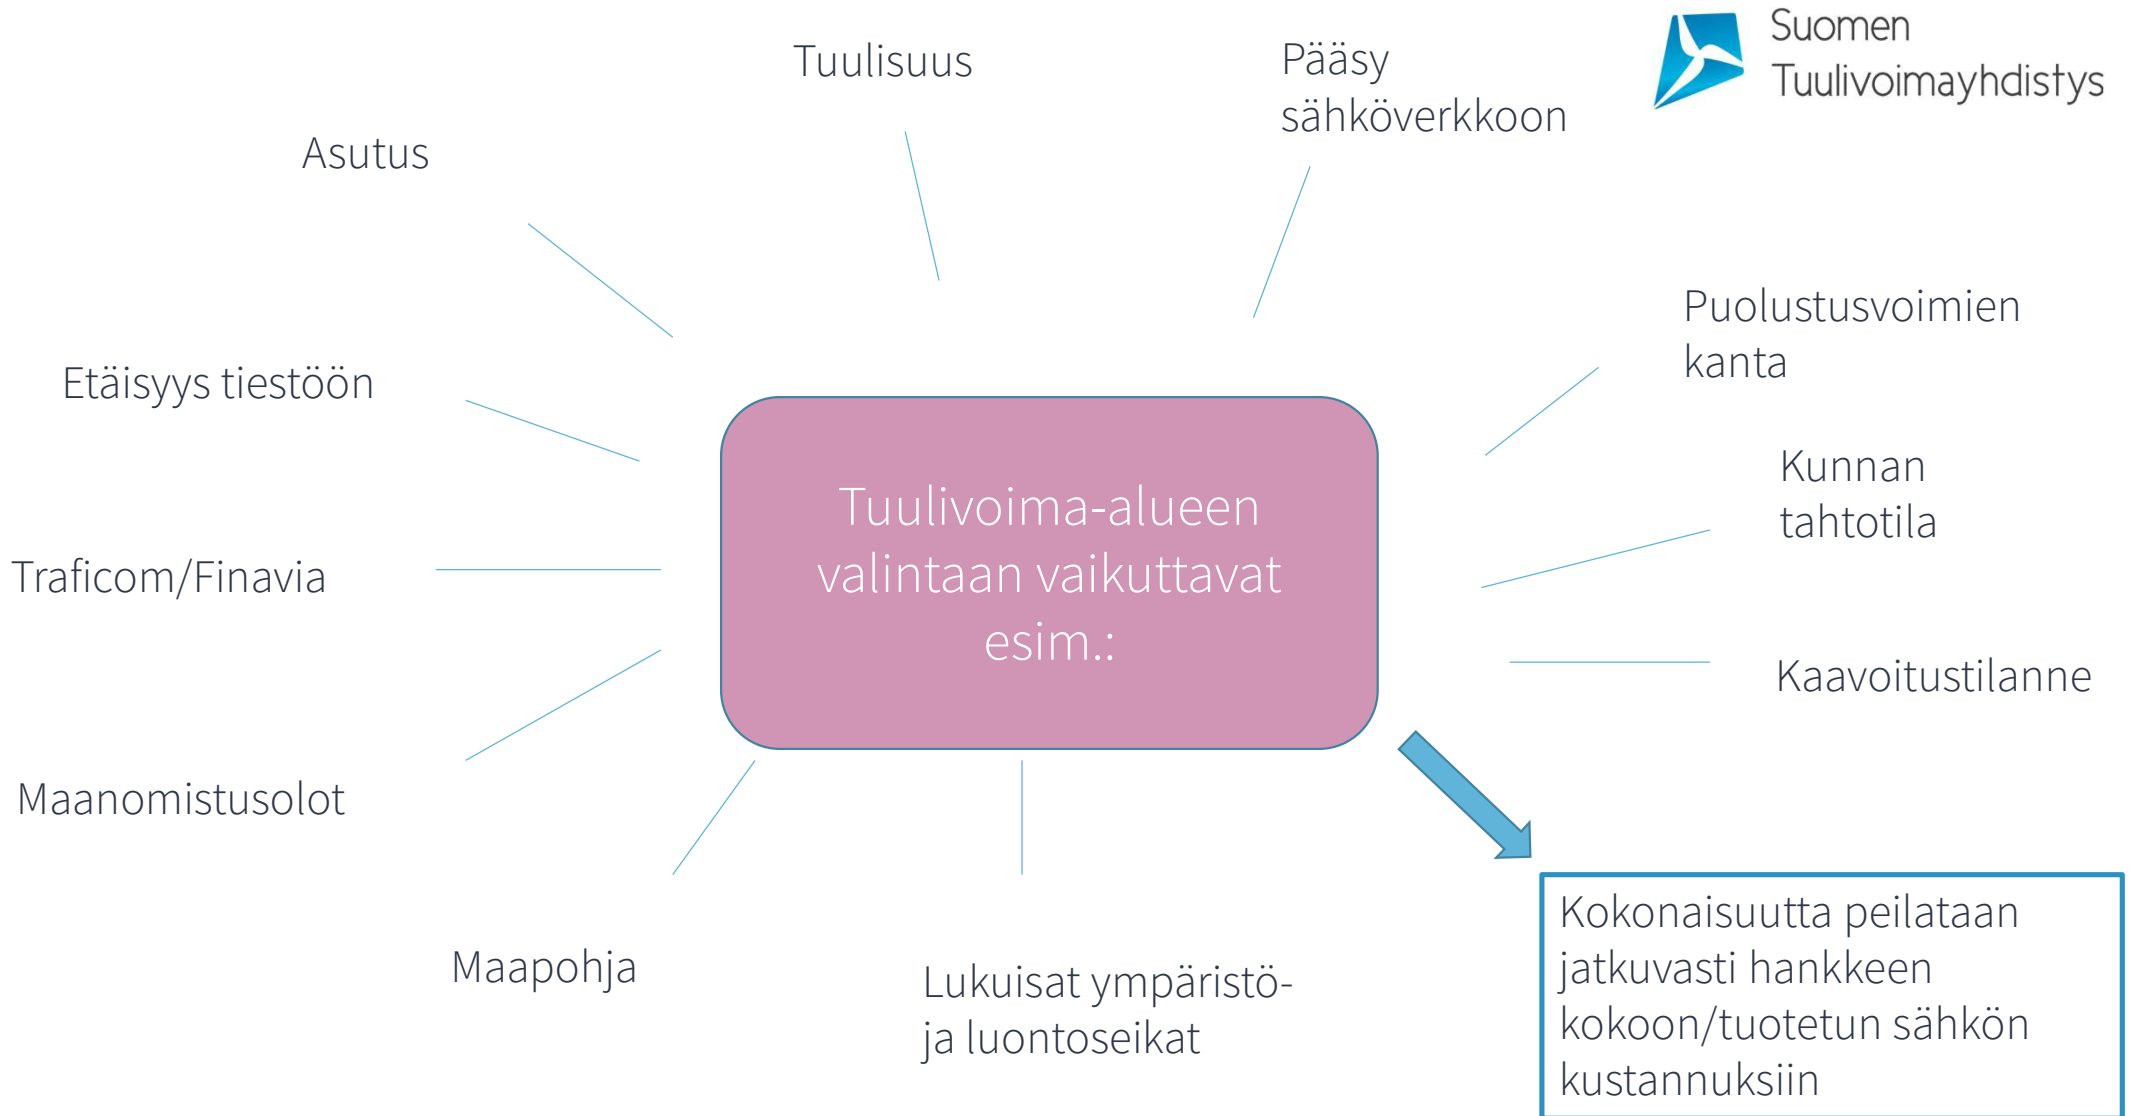 Suomen
Tuulivoimayhdistys
Tuulisuus
Pääsy
sähköverkkoon
Asutus
Puolustusvoimien
kanta
Etäisyys tiestöön
Kunnan
tahtotila
Tuulivoima-alueen
valintaan vaikuttavat
esim.:
Traficom/Finavia
Kaavoitustilanne
Maanomistusolot
Maapohja
Lukuisat ympäristö-
ja luontoseikat
Kokonaisuutta peilataan
jatkuvasti hankkeen
kokoon/tuotetun sähkön
kustannuksiin